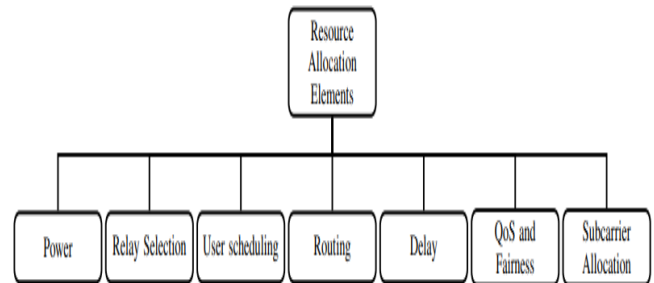 Resource
Allocation
Elements
Power
Relay Selection
User scheduling
Routing
Delay
QoS and
Fairness
Subcarrier
Allocation